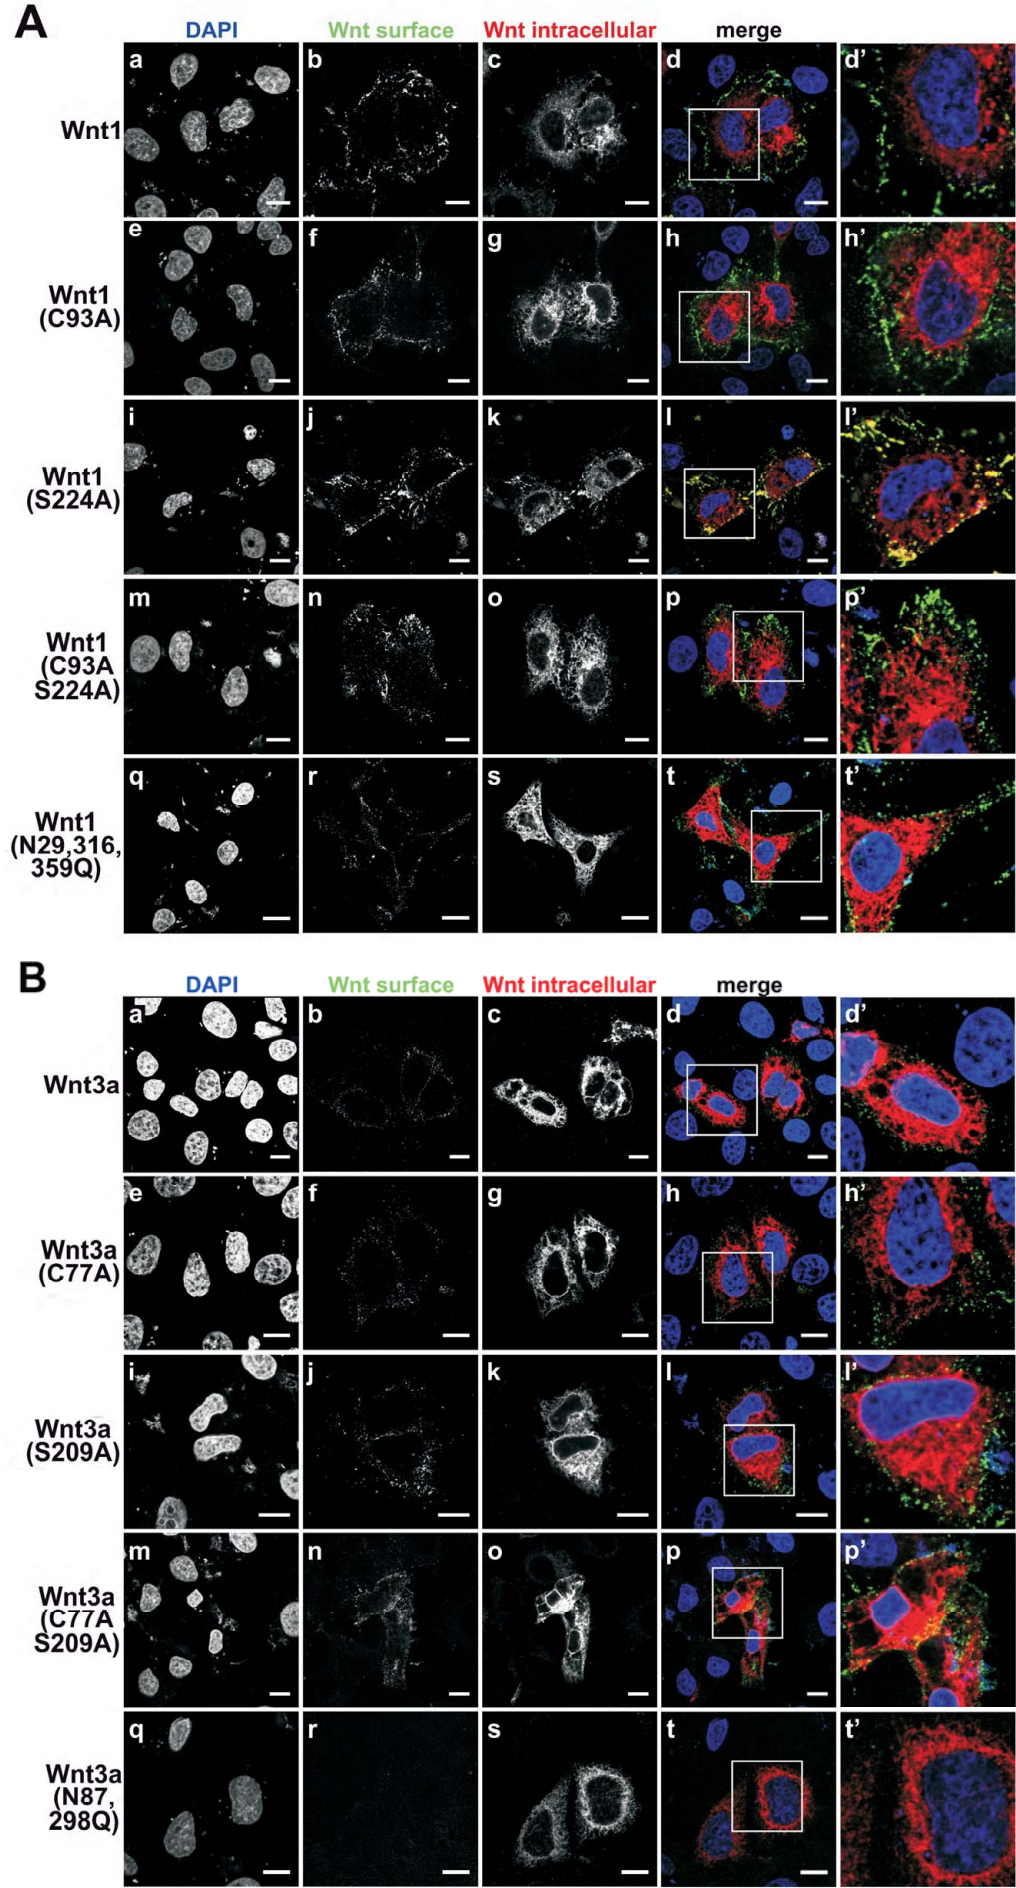 A
DAPI Wnt surface Wnt intracellular merge
a b c d d’
Wnt1
e f g h h’
Wnt1
(C93A)
i j k l l’
Wnt1
(S224A)
m n o p p’
Wnt1
(C93A
S224A)
q r s t t’
Wnt1
(N29,316,
359Q)
B
DAPI Wnt surface Wnt intracellular merge
a b c d d’
Wnt3a
e f g h h’
Wnt3a
(C77A)
i j k l l’
Wnt3a
(S209A)
m n o p p’
Wnt3a
(C77A
S209A)
q r s t t’
Wnt3a
(N87,
298Q)